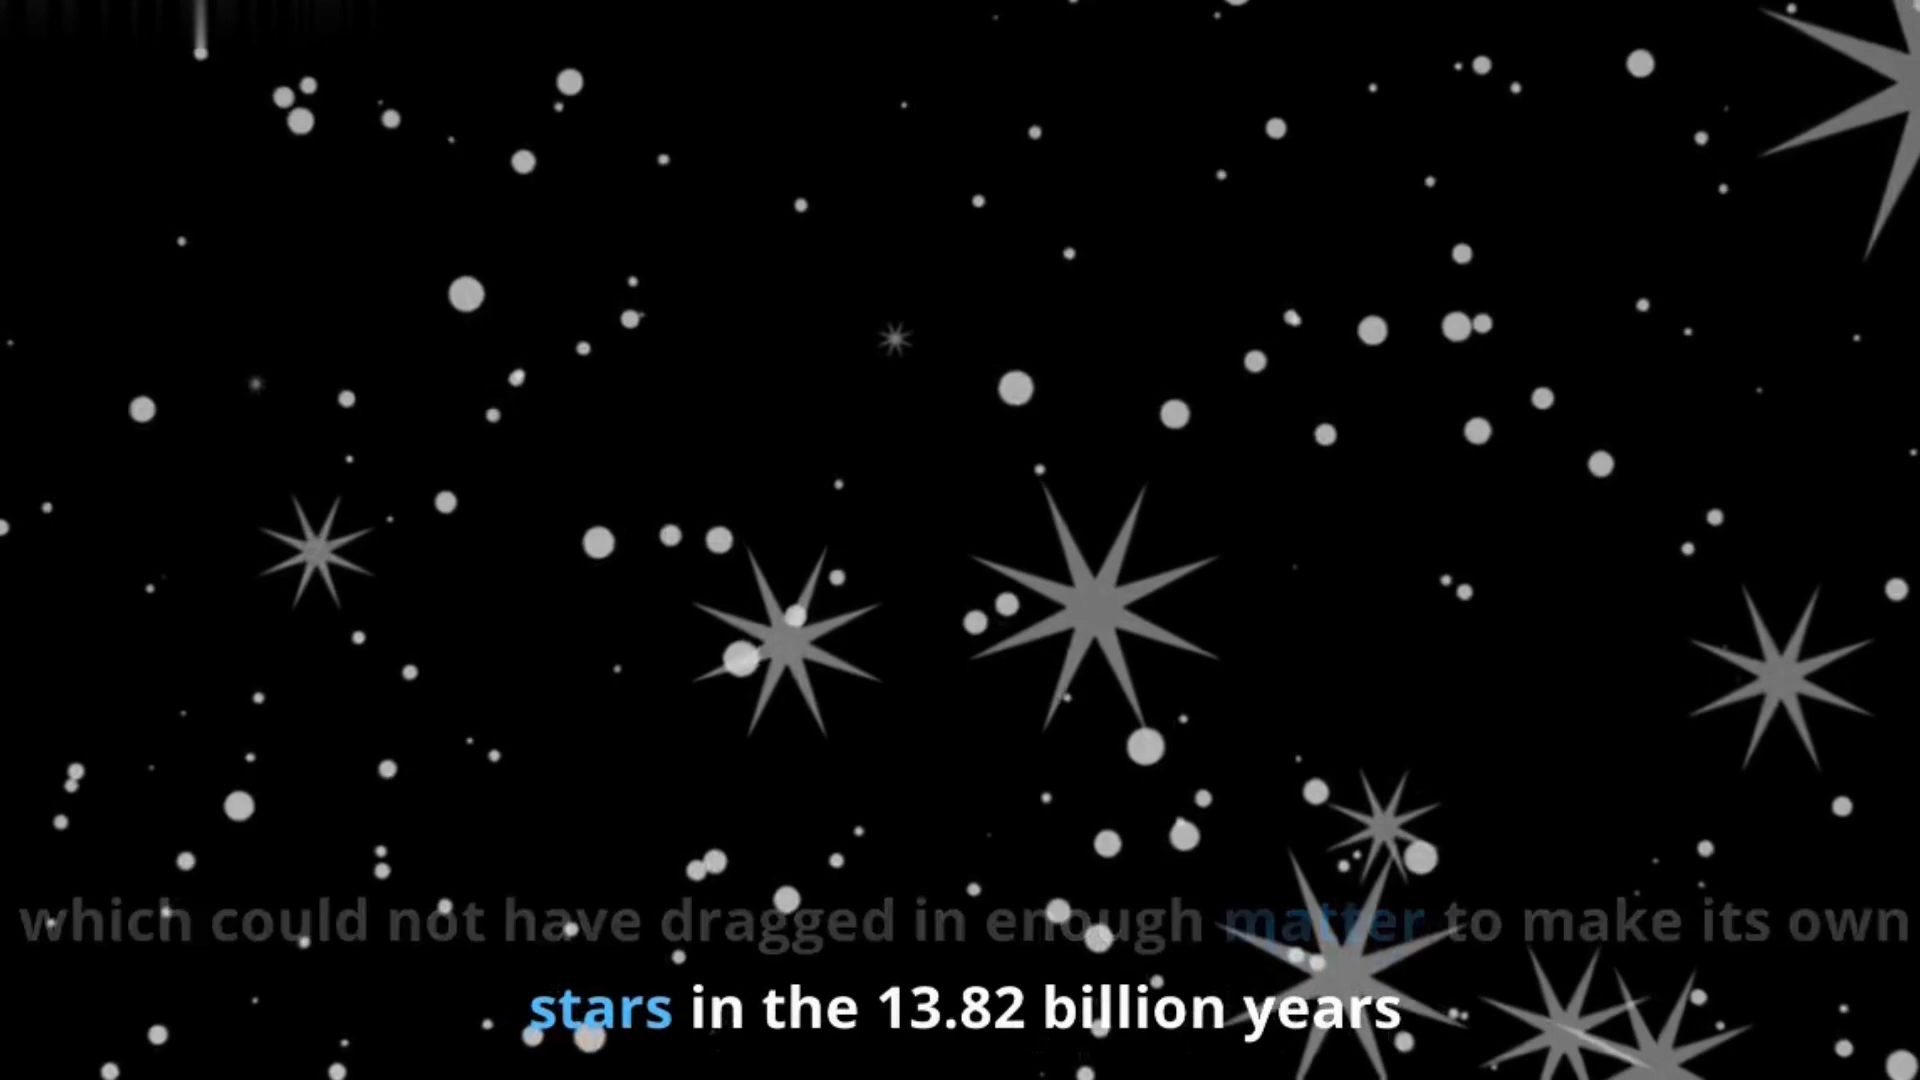 which could not have dragged in enough matter to make its own
stars in the 13.82 billion years